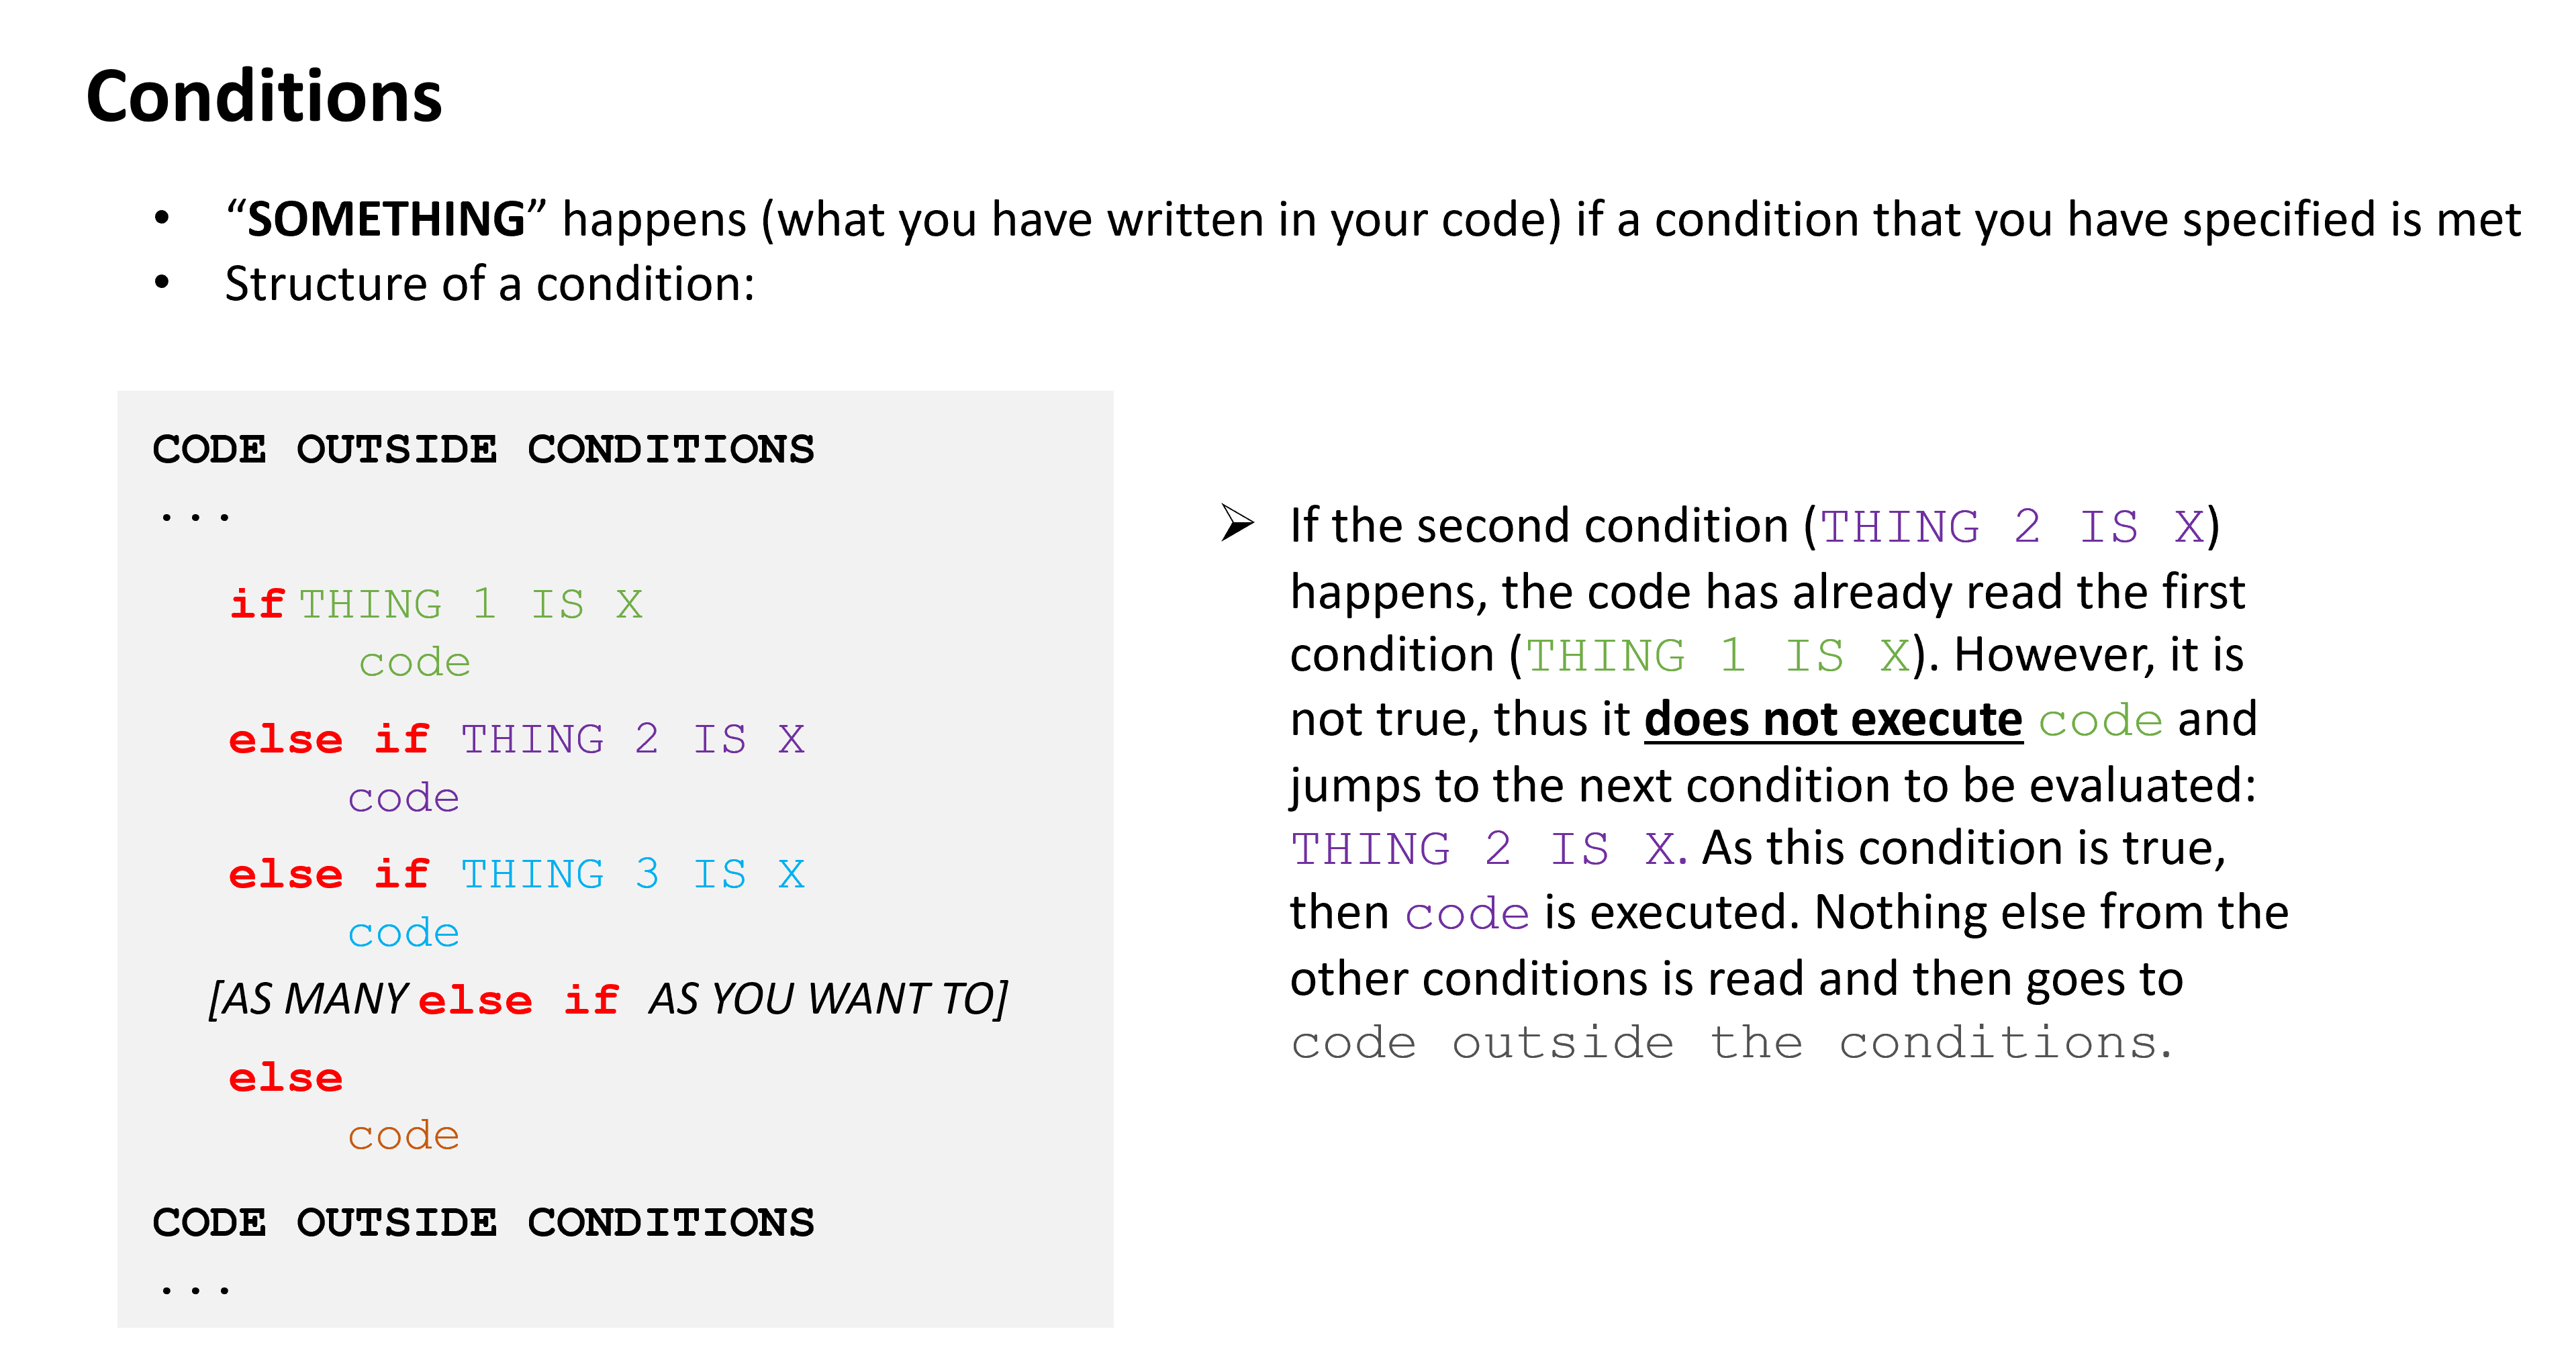 Conditions
• “SOMETHING” happens (what you have written in your code) if a condition that you have specified is met
• Structure of a condition:
CODE OUTSIDE CONDITIONS
...
if THING 1 IS X
code
else if THING 2 IS X
code
else if THING 3 IS X
code
[AS MANY else if AS YOU WANT TO]
else
code
CODE OUTSIDE CONDITIONS
...
➢ If the second condition (THING 2 IS X)
happens, the code has already read the first
condition (THING 1 IS X). However, it is
not true, thus it does not execute code and
jumps to the next condition to be evaluated:
THING 2 IS X. As this condition is true,
then code is executed. Nothing else from the
other conditions is read and then goes to
code outside the conditions.